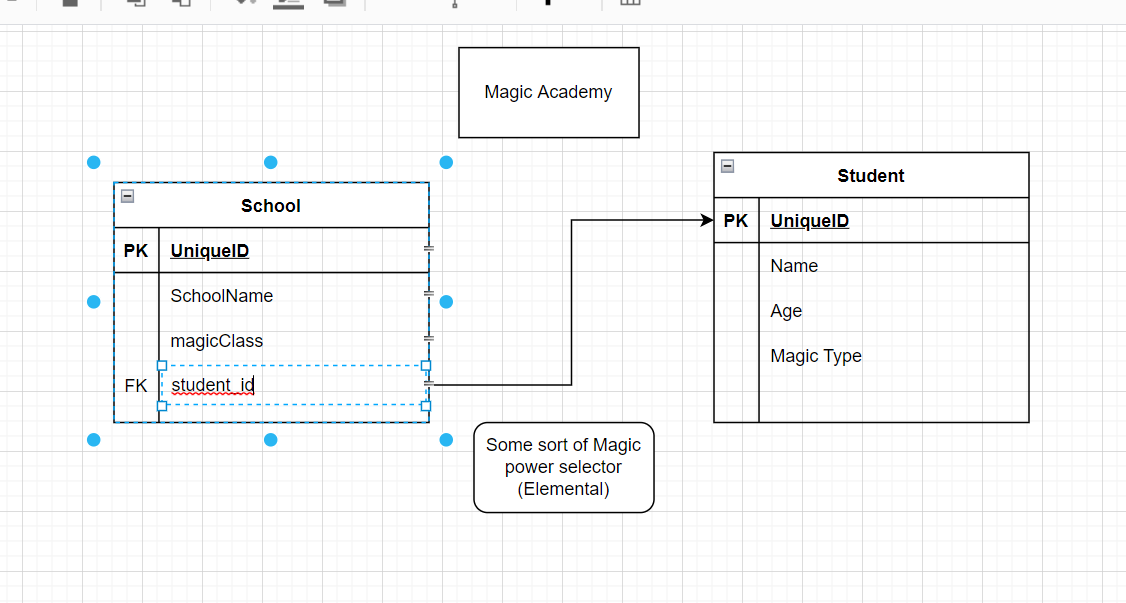 Magic Academy
School
PK UniqueID
SchoolName
magicClass
FK student_id
Student
PK UniqueID
Name
Age
Magic Type
Some sort of Magic
power selector
(Elemental)